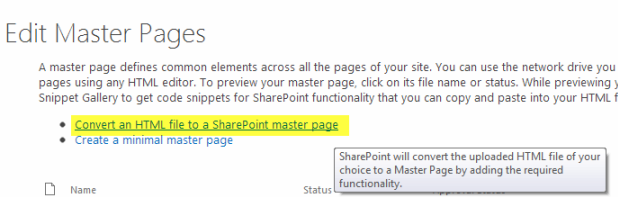 Edit Master Pages
A master page defines common elements across all the pages of your site. You can use the network drive you
pages using any HTML editor. To preview your master page, click on its file name or status. While previewing
Snippet Gallery to get code snippets for SharePoint functionality that you can copy and paste into your HTML
Convert an HTML file to a SharePoint master page
Create a minimal master page
SharePoint will convert the uploaded HTML file of your
choice to a Master Page by adding the required
functionality.
Name Status